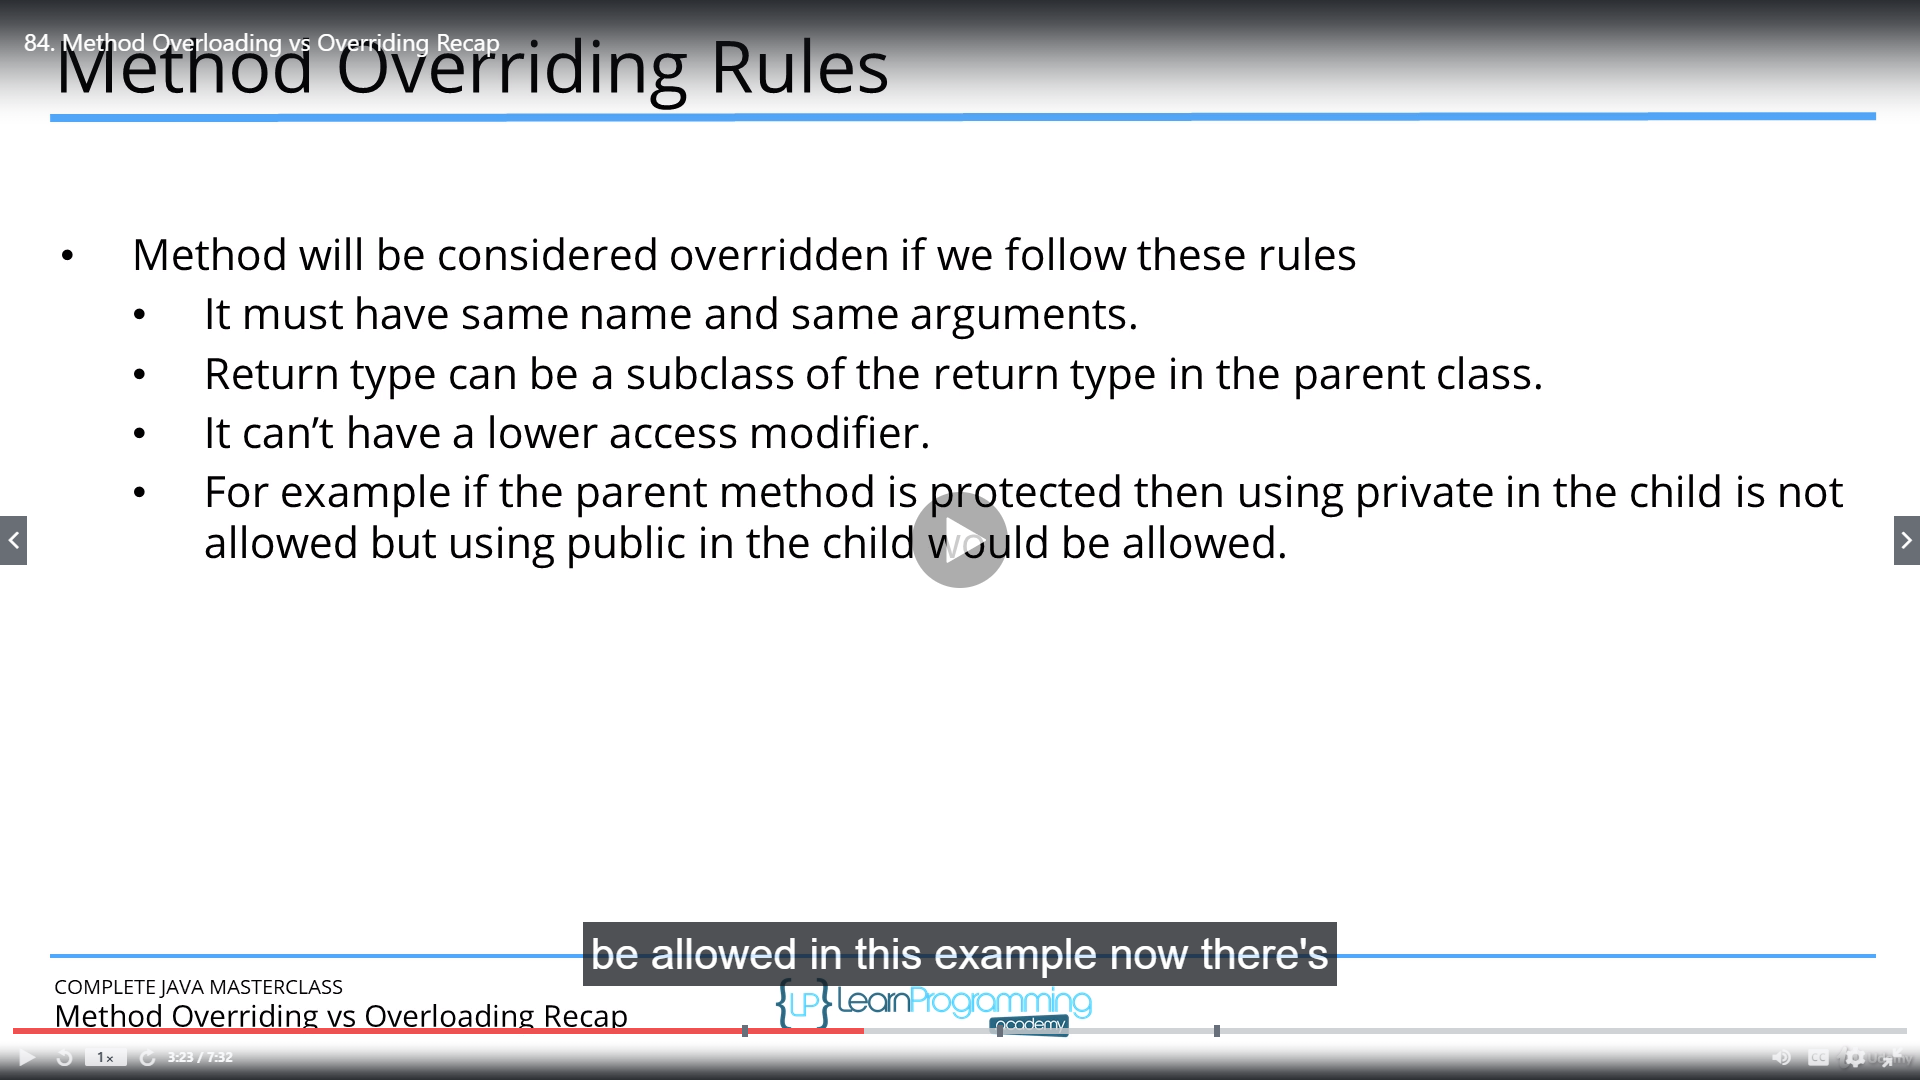 84. Method Overloading vs Overriding Recap
Method Overriding Rules
• Method will be considered overridden if we follow these rules
• It must have same name and same arguments.
• Return type can be a subclass of the return type in the parent class.
• It can’t have a lower access modifier.
• For example if the parent method is protected then using private in the child is not
allowed but using public in the child would be allowed.
be allowed in this example now there's
COMPLETE JAVA MASTERCLASS
Method Overriding vs Overloading Recap
{LP} LearnProgramming
academy
1x
3:23 / 7:32
CC
Udemy